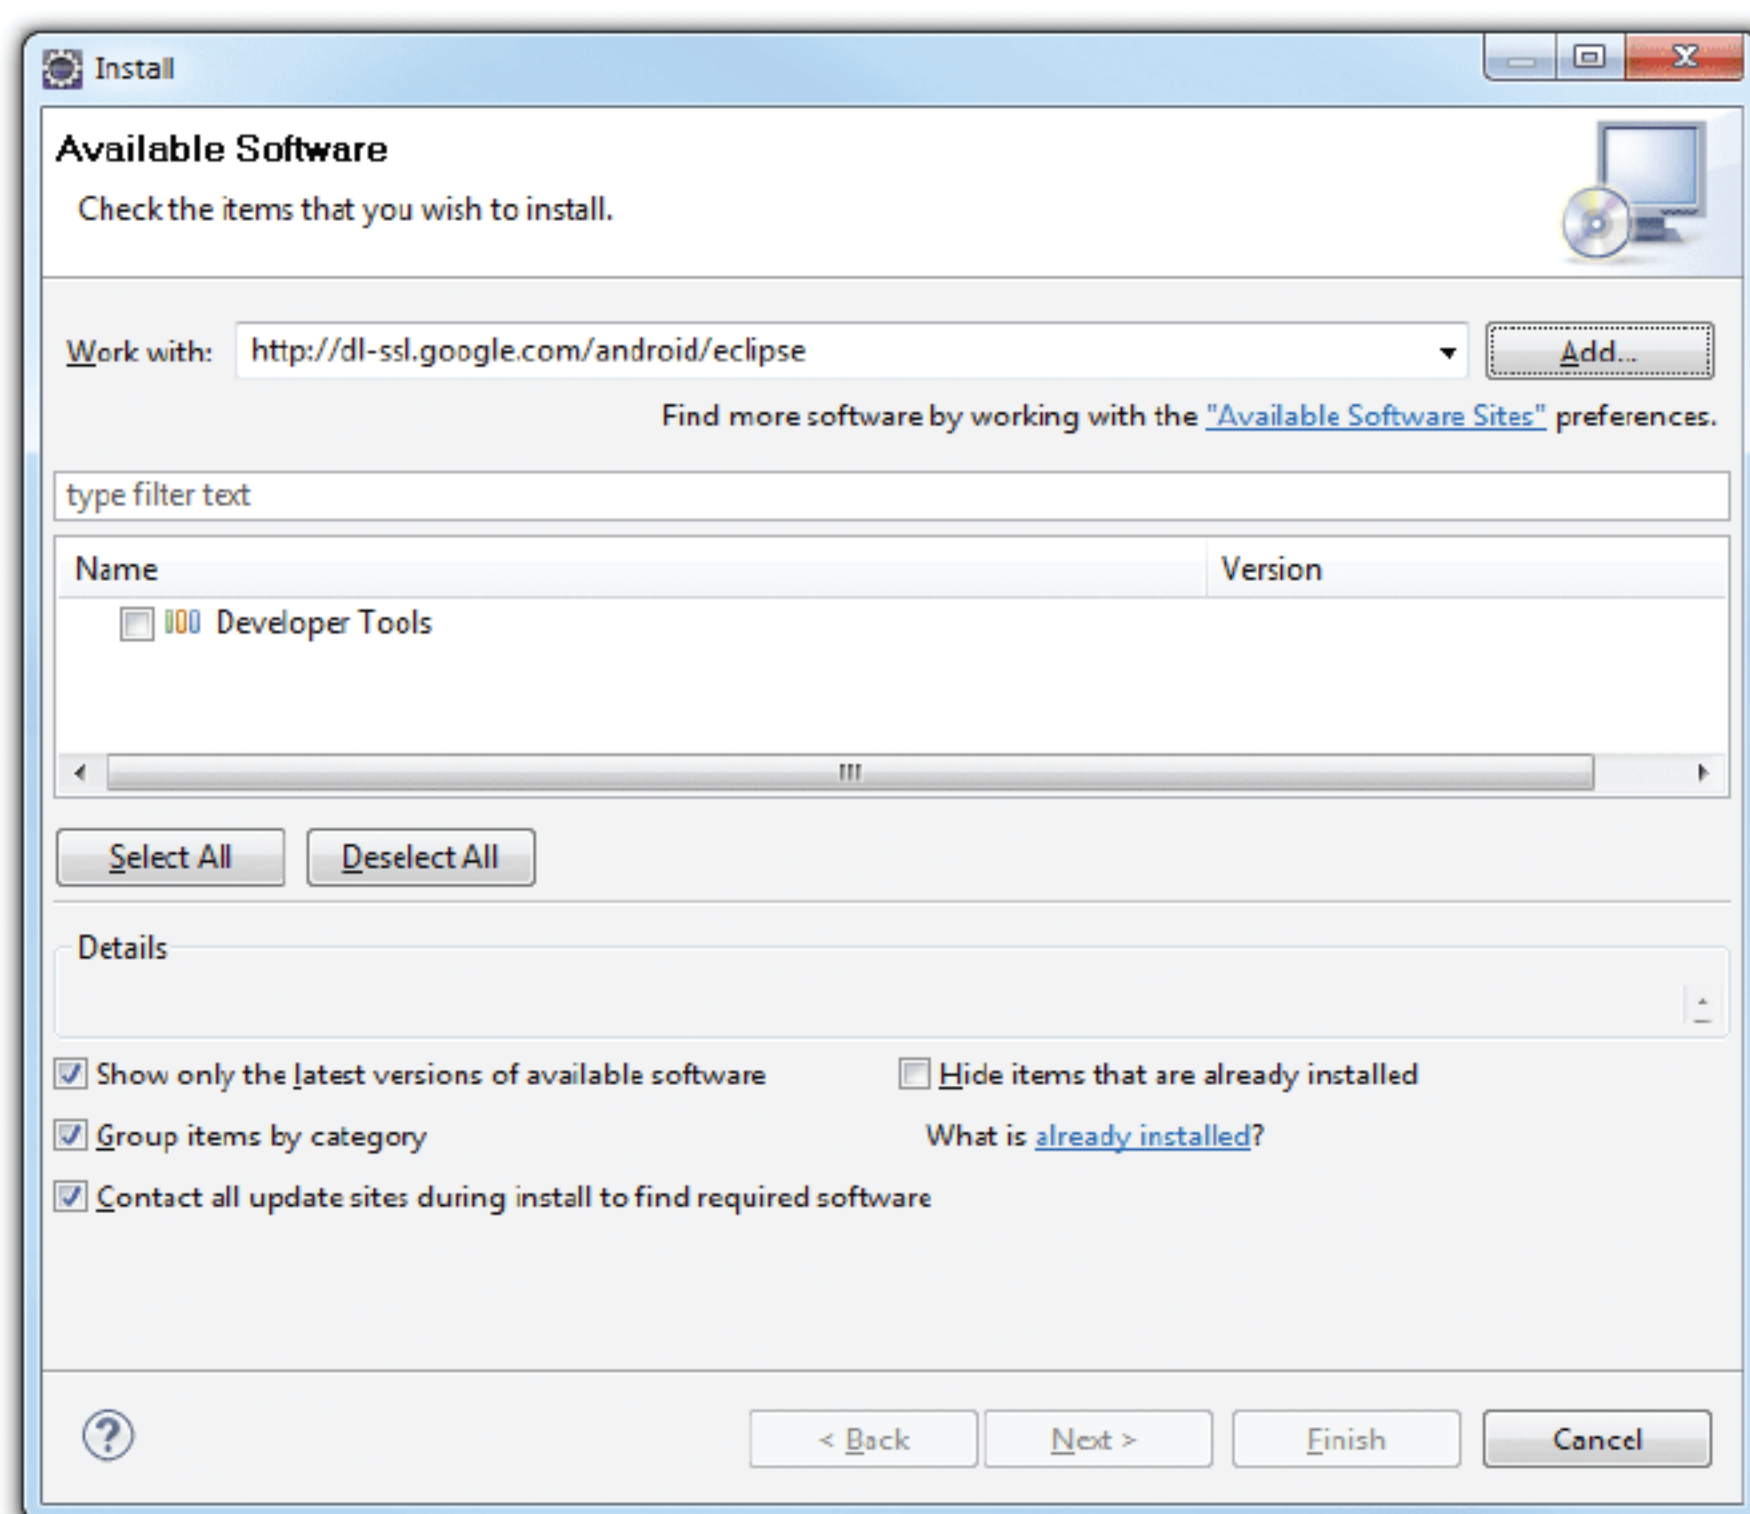 Install
Available Software
Check the items that you wish to install.
Work with: http://dl-ssl.google.com/android/eclipse Add...
Find more software by working with the "Available Software Sites" preferences.
type filter text
Name Version
Developer Tools
Select All Deselect All
Details
Show only the latest versions of available software Hide items that are already installed
Group items by category What is already installed?
Contact all update sites during install to find required software
? < Back Next > Finish Cancel